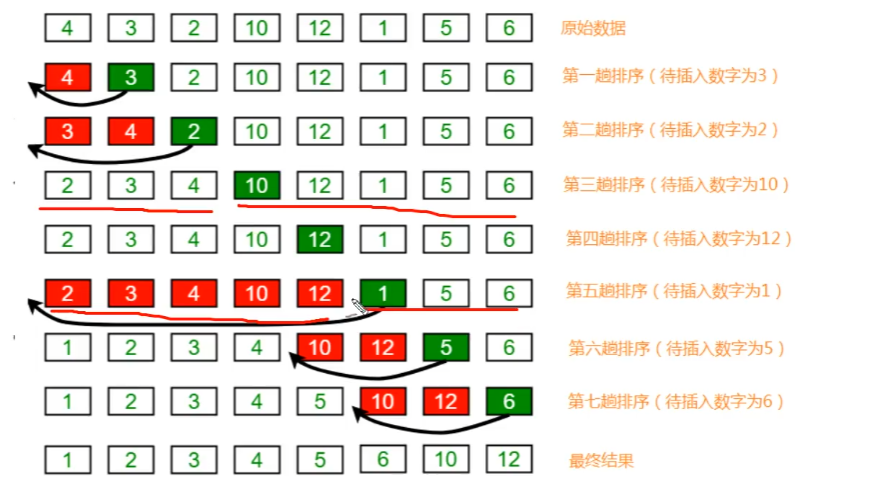 4 3 2 10 12 1 5 6 原始数据
4 3 2 10 12 1 5 6 第一趟排序（待插入数字为3）
3 4 2 10 12 1 5 6 第二趟排序（待插入数字为2）
2 3 4 10 12 1 5 6 第三趟排序（待插入数字为10）
2 3 4 10 12 1 5 6 第四趟排序（待插入数字为12）
2 3 4 10 12 1 5 6 第五趟排序（待插入数字为1）
1 2 3 4 10 12 5 6 第六趟排序（待插入数字为5）
1 2 3 4 5 10 12 6 第七趟排序（待插入数字为6）
1 2 3 4 5 6 10 12 最终结果